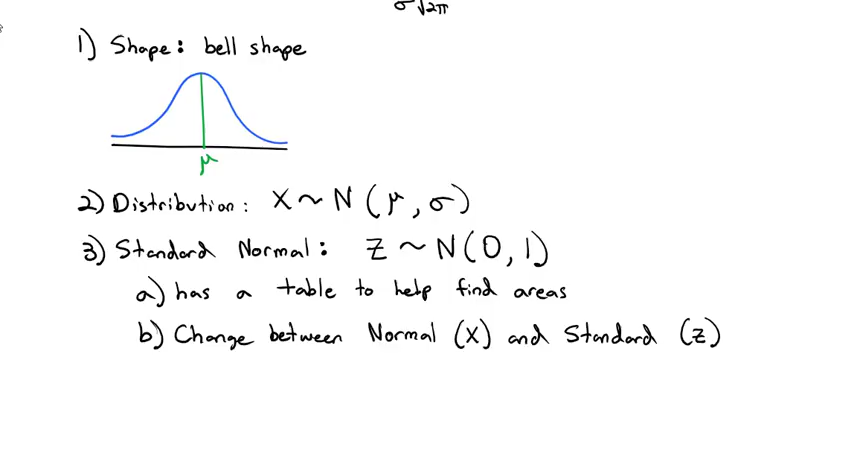 σ √2π
1) Shape: bell shape
μ
2) Distribution: X ~ N (μ, σ)
3) Standard Normal: Z ~ N(0, 1)
a) has a table to help find areas
b) Change between Normal (X) and Standard (Z)